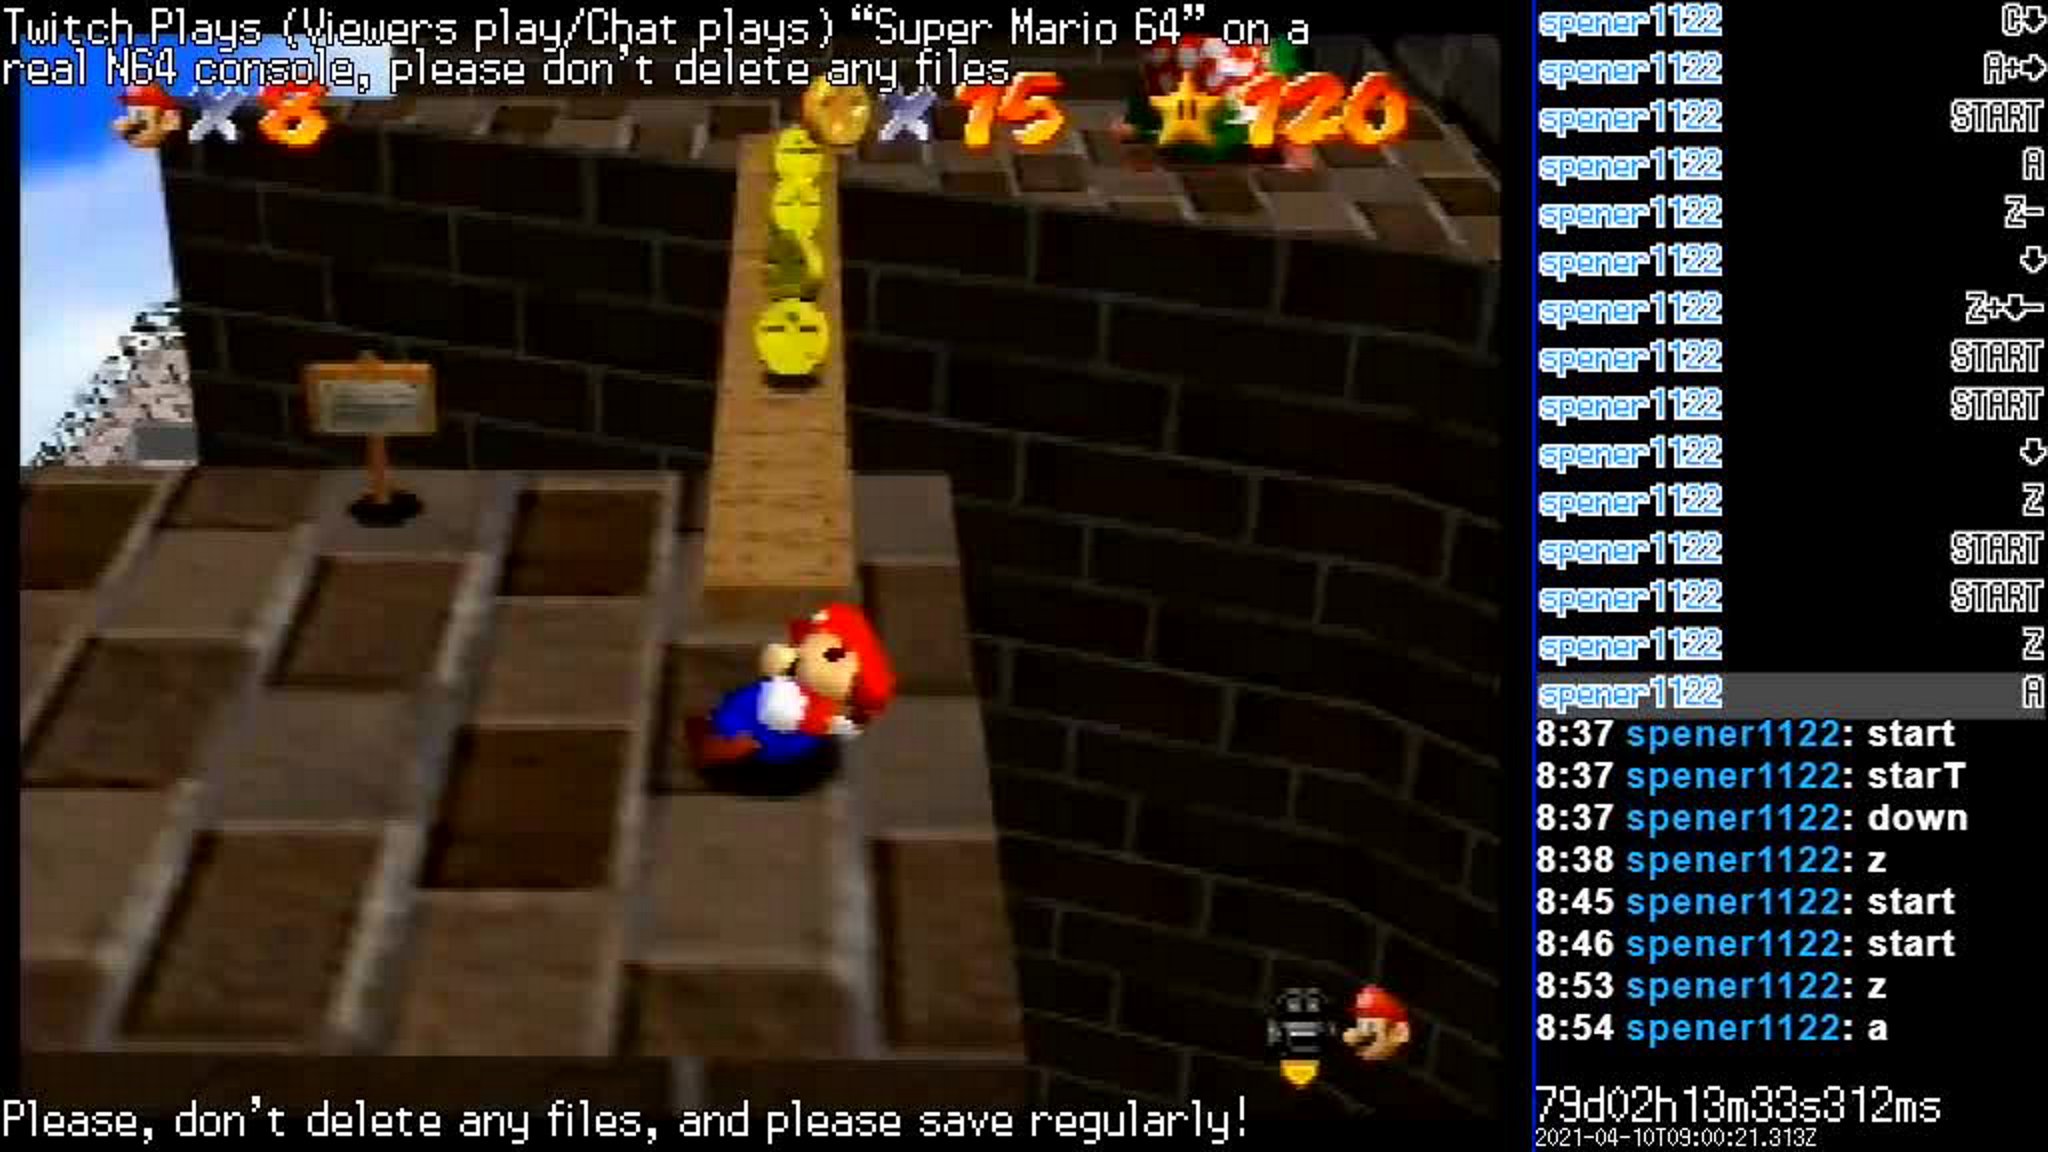 Twitch Plays (Viewers play/Chat plays) “Super Mario 64” on a
real N64 console, please don't delete any files
x 8
x 15
120
Please, don't delete any files, and please save regularly!
spener1122 C↓
spener1122 A+→
spener1122 START
spener1122 A
spener1122 Z-
spener1122 ↓
spener1122 Z+↓-
spener1122 START
spener1122 START
spener1122 ↓
spener1122 Z
spener1122 START
spener1122 START
spener1122 Z
spener1122 A
8:37 spener1122: start
8:37 spener1122: starT
8:37 spener1122: down
8:38 spener1122: z
8:45 spener1122: start
8:46 spener1122: start
8:53 spener1122: z
8:54 spener1122: a
79d02h13m33s312ms
2021-04-10T09:00:21.313Z